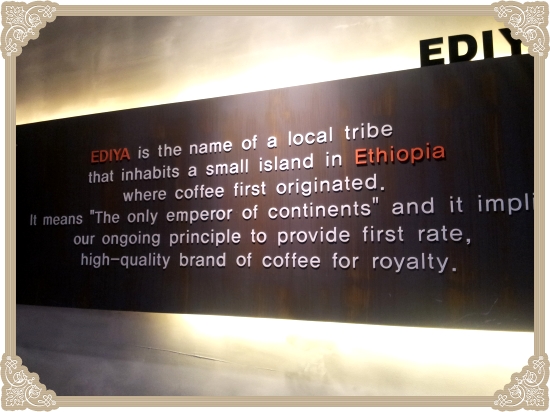 EDIY
EDIYA is the name of a local tribe
that inhabits a small island in Ethiopia
where coffee first originated.
It means "The only emperor of continents" and it impli
our ongoing principle to provide first rate,
high-quality brand of coffee for royalty.